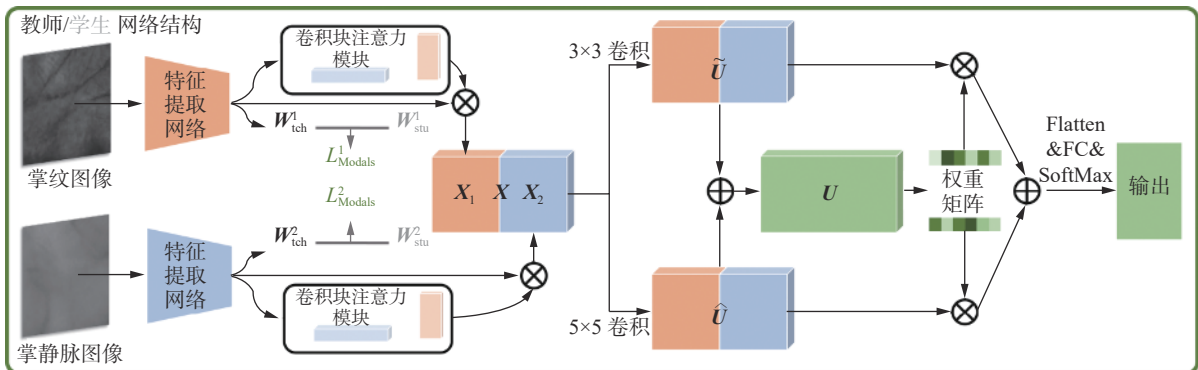 教师/学生 网络结构
卷积块注意力
模块
特征
提取
网络
W¹tch
W¹stu
L¹Modals
掌纹图像
L²Modals
W²tch
W²stu
特征
提取
网络
卷积块注意力
模块
掌静脉图像
X₁ X X₂
3×3 卷积
Ũ
U
5×5 卷积
Û
权重
矩阵
Flatten
&FC&
SoftMax
输出